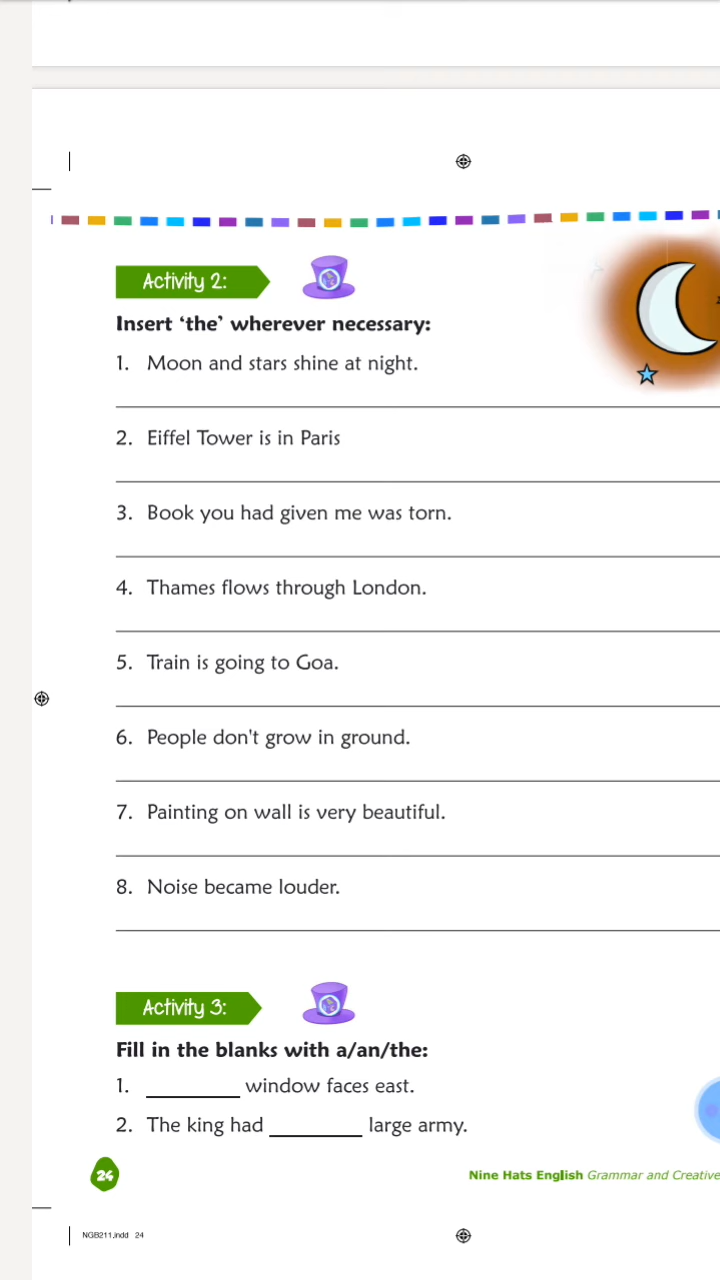 Activity 2:
Insert ‘the’ wherever necessary:
1. Moon and stars shine at night.
2. Eiffel Tower is in Paris
3. Book you had given me was torn.
4. Thames flows through London.
5. Train is going to Goa.
6. People don't grow in ground.
7. Painting on wall is very beautiful.
8. Noise became louder.
Activity 3:
Fill in the blanks with a/an/the:
1. _________ window faces east.
2. The king had _________ large army.
24
Nine Hats English Grammar and Creative
NGB211.indd 24